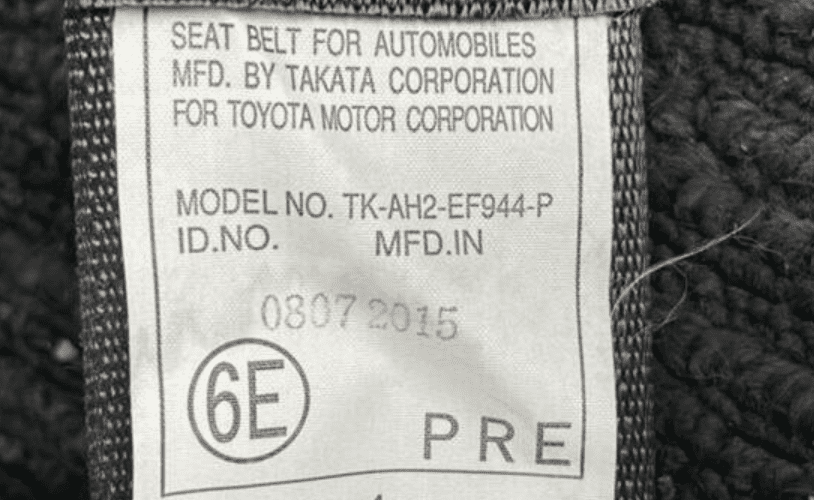 SEAT BELT FOR AUTOMOBILES
MFD. BY TAKATA CORPORATION
FOR TOYOTA MOTOR CORPORATION
MODEL NO. TK-AH2-EF944-P
ID.NO. MFD.IN
0807 2015
6E
PRE